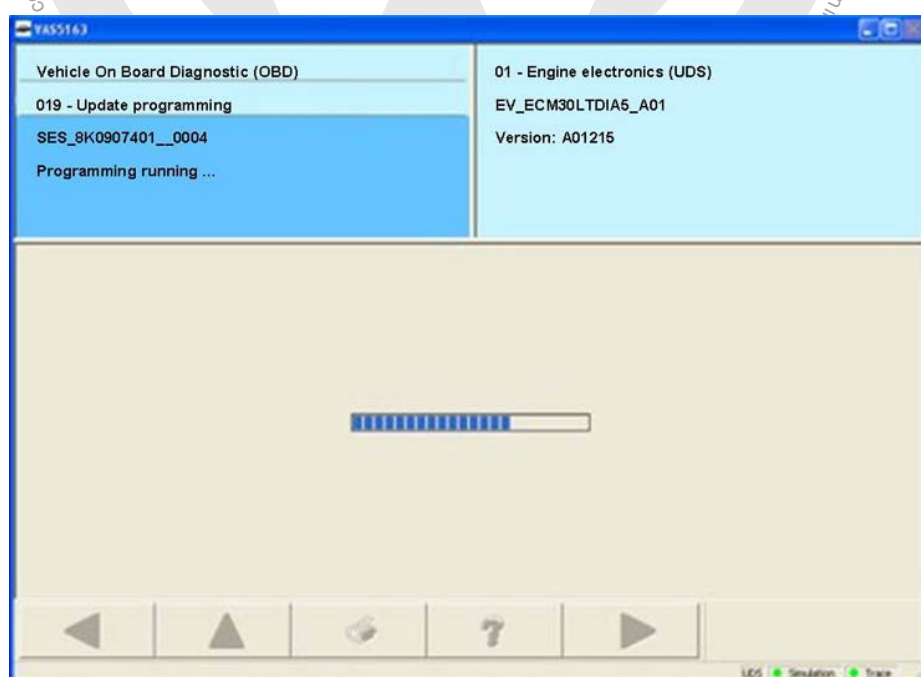 VAS5163
Vehicle On Board Diagnostic (OBD)
019 - Update programming
SES_8K0907401__0004
Programming running ...
01 - Engine electronics (UDS)
EV_ECM30LTDIA5_A01
Version: A01215
?
UDS Simulation Trace